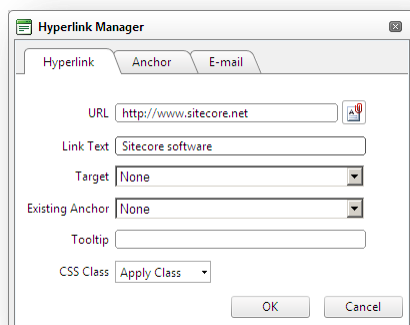 Hyperlink Manager
Hyperlink Anchor E-mail
URL http://www.sitecore.net
Link Text Sitecore software
Target None
Existing Anchor None
Tooltip
CSS Class Apply Class
OK Cancel